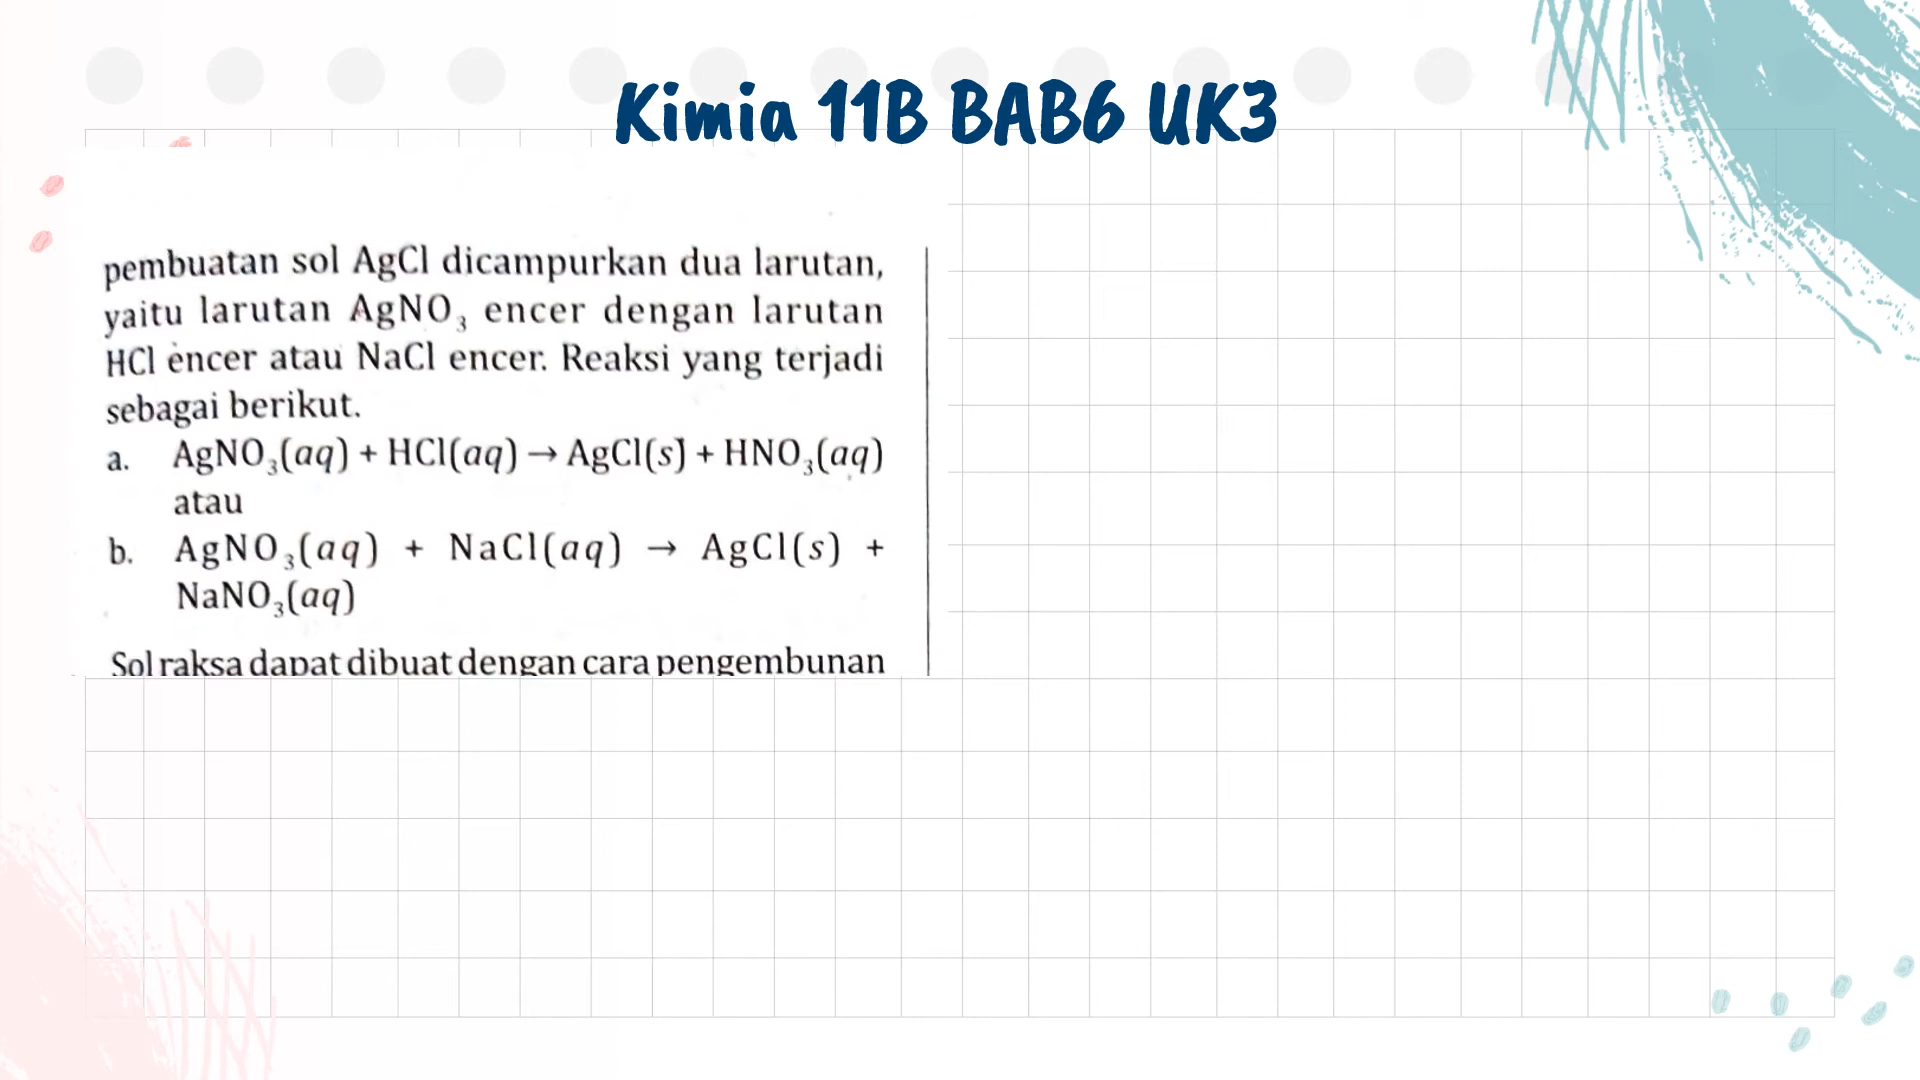 Kimia 11B BAB6 UK3
pembuatan sol AgCl dicampurkan dua larutan,
yaitu larutan AgNO₃ encer dengan larutan
HCl encer atau NaCl encer. Reaksi yang terjadi
sebagai berikut.
a. AgNO₃(aq) + HCl(aq) → AgCl(s) + HNO₃(aq)
atau
b. AgNO₃(aq) + NaCl(aq) → AgCl(s) +
NaNO₃(aq)
Sol raksa dapat dibuat dengan cara pengembunan